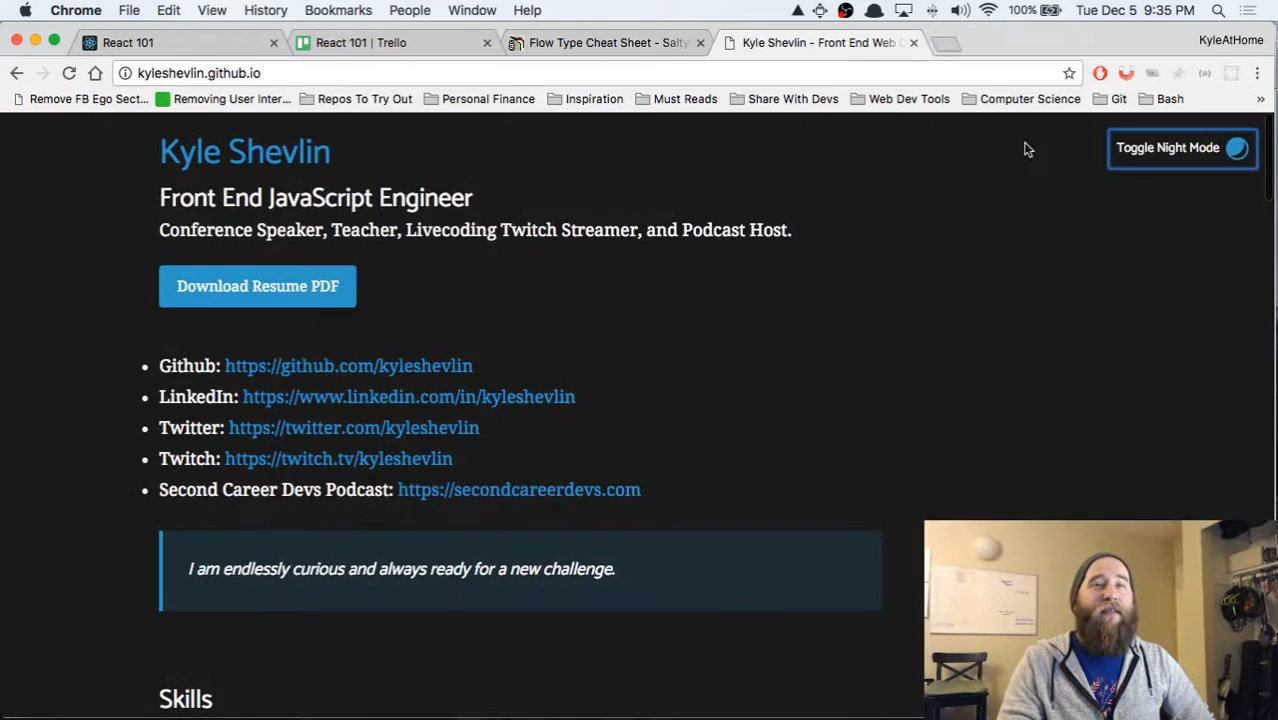 Chrome File Edit View History Bookmarks People Window Help 100% Tue Dec 5 9:35 PM
React 101 React 101 | Trello Flow Type Cheat Sheet - Salty Kyle Shevlin - Front End Web D KyleAtHome
kyleshevlin.github.io
Remove FB Ego Sect... Removing User Inter... Repos To Try Out Personal Finance Inspiration Must Reads Share With Devs Web Dev Tools Computer Science Git Bash »
Kyle Shevlin
Toggle Night Mode
Front End JavaScript Engineer
Conference Speaker, Teacher, Livecoding Twitch Streamer, and Podcast Host.
Download Resume PDF
Github: https://github.com/kyleshevlin
LinkedIn: https://www.linkedin.com/in/kyleshevlin
Twitter: https://twitter.com/kyleshevlin
Twitch: https://twitch.tv/kyleshevlin
Second Career Devs Podcast: https://secondcareerdevs.com
I am endlessly curious and always ready for a new challenge.
Skills